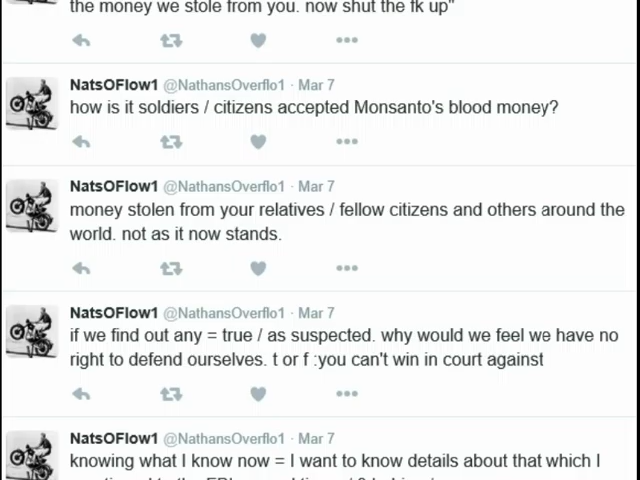 the money we stole from you. now shut the fk up"
NatsOFlow1 @NathansOverflo1 · Mar 7
how is it soldiers / citizens accepted Monsanto's blood money?
NatsOFlow1 @NathansOverflo1 · Mar 7
money stolen from your relatives / fellow citizens and others around the
world. not as it now stands.
NatsOFlow1 @NathansOverflo1 · Mar 7
if we find out any = true / as suspected. why would we feel we have no
right to defend ourselves. t or f :you can't win in court against
NatsOFlow1 @NathansOverflo1 · Mar 7
knowing what I know now = I want to know details about that which I